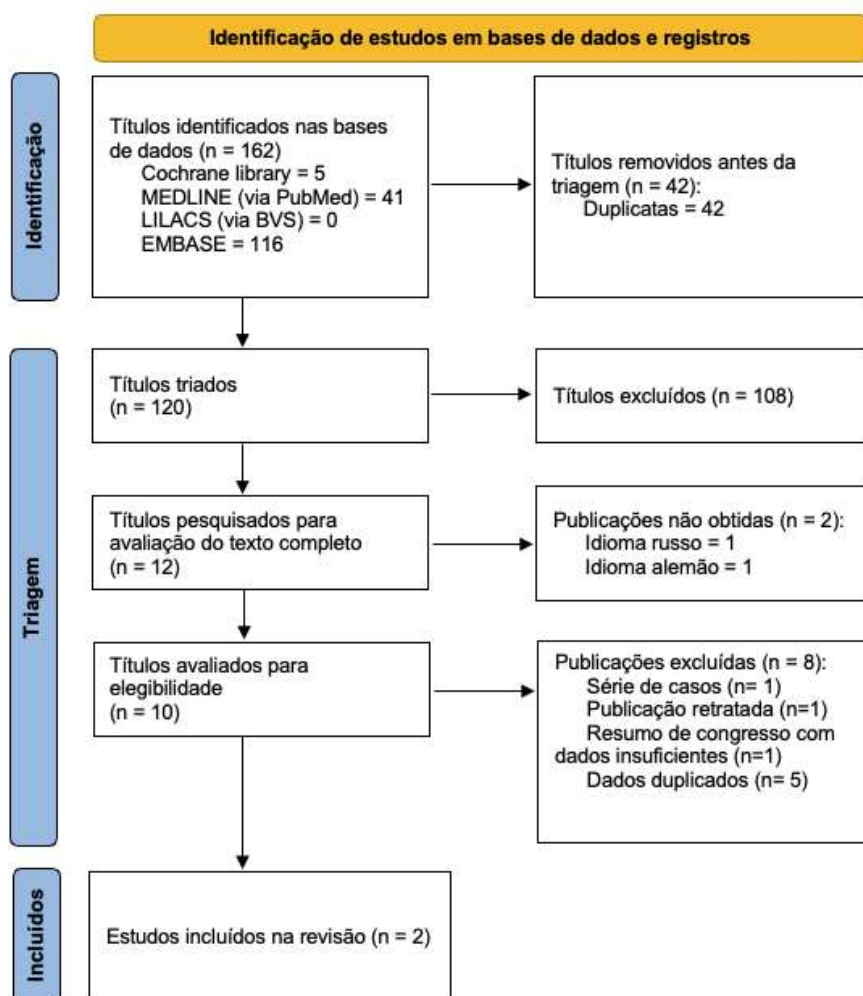 Identificação de estudos em bases de dados e registros
Identificação
Títulos identificados nas bases
de dados (n = 162)
Cochrane library = 5
MEDLINE (via PubMed) = 41
LILACS (via BVS) = 0
EMBASE = 116
Títulos removidos antes da
triagem (n = 42):
Duplicatas = 42
Triagem
Títulos triados
(n = 120)
Títulos excluídos (n = 108)
Títulos pesquisados para
avaliação do texto completo
(n = 12)
Publicações não obtidas (n = 2):
Idioma russo = 1
Idioma alemão = 1
Títulos avaliados para
elegibilidade
(n = 10)
Publicações excluídas (n = 8):
Série de casos (n= 1)
Publicação retratada (n=1)
Resumo de congresso com
dados insuficientes (n=1)
Dados duplicados (n= 5)
Incluídos
Estudos incluídos na revisão (n = 2)